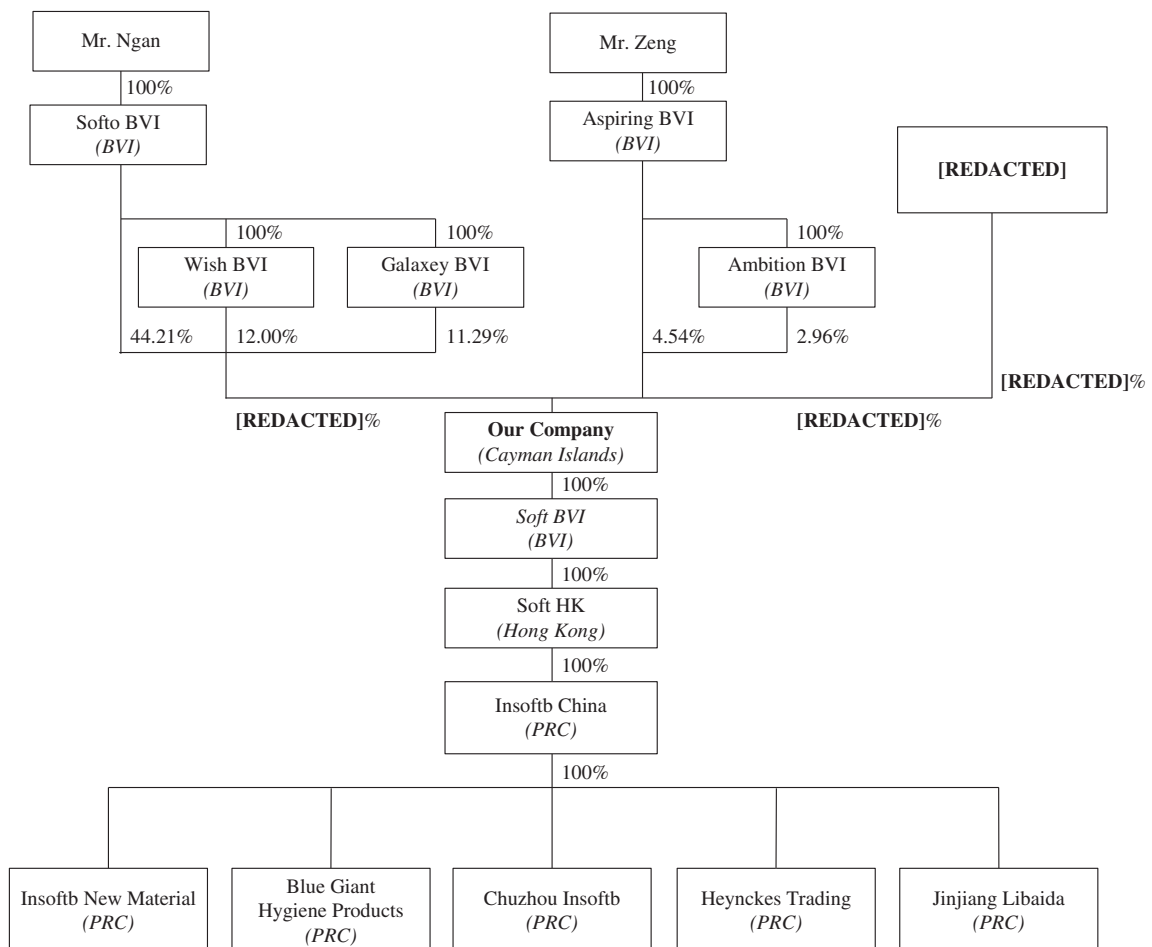 Mr. Ngan
Mr. Zeng
100%
100%
Softo BVI
(BVI)
Aspiring BVI
(BVI)
[REDACTED]
100%
100%
100%
Wish BVI
(BVI)
Galaxey BVI
(BVI)
Ambition BVI
(BVI)
44.21%
12.00%
11.29%
4.54%
2.96%
[REDACTED]%
[REDACTED]%
[REDACTED]%
Our Company
(Cayman Islands)
100%
Soft BVI
(BVI)
100%
Soft HK
(Hong Kong)
100%
Insoftb China
(PRC)
100%
Insoftb New Material
(PRC)
Blue Giant
Hygiene Products
(PRC)
Chuzhou Insoftb
(PRC)
Heynckes Trading
(PRC)
Jinjiang Libaida
(PRC)